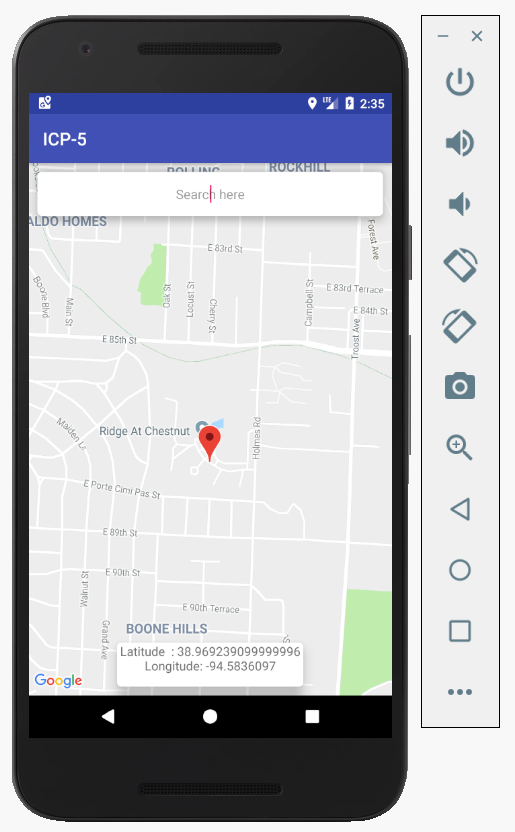 LTE 2:35
ICP-5
ROLLING
ROCKHILL
Search here
ALDO HOMES
Forest Ave
E 83rd St
Boone Blvd
Main St
Oak St
Locust St
Cherry St
Campbell St
E 83rd Terrace
E 84th St
Troost Ave
E 85th St
Maiden Ln
Ridge At Chestnut
Holmes Rd
E Porte Cimi Pas St
E 89th St
E 90th St
Walnut St
E 90th Terrace
Grand Ave
BOONE HILLS
Latitude : 38.969239099999996
Longitude: -94.5836097
Google